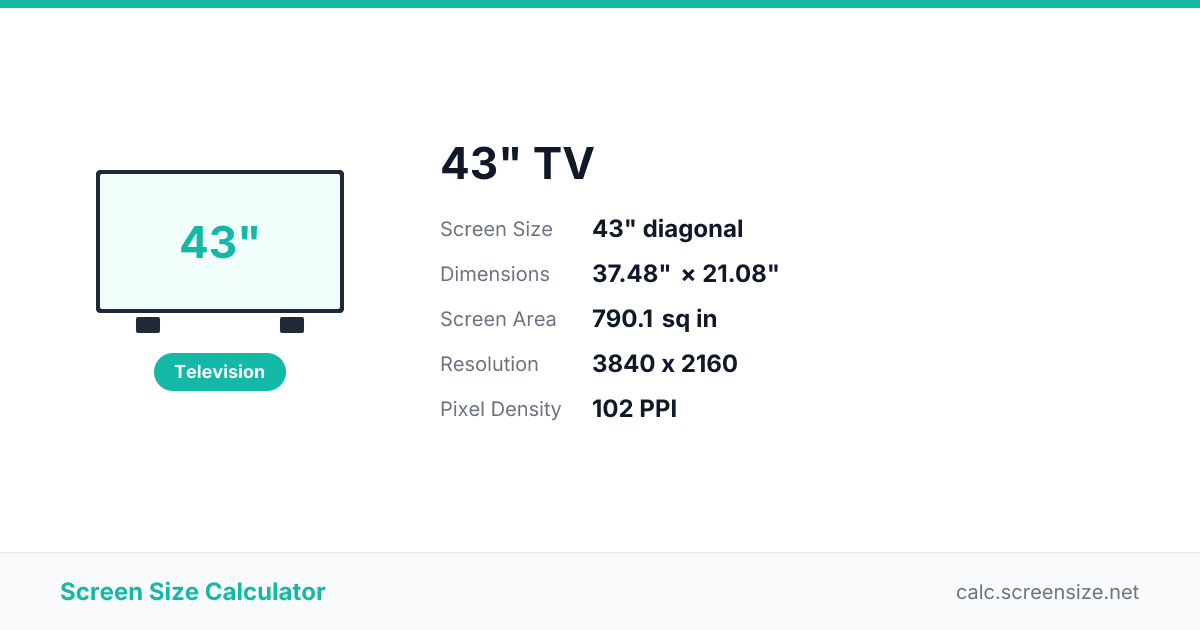 43"
Television
43" TV
Screen Size 43" diagonal
Dimensions 37.48" × 21.08"
Screen Area 790.1 sq in
Resolution 3840 x 2160
Pixel Density 102 PPI
Screen Size Calculator
calc.screensize.net